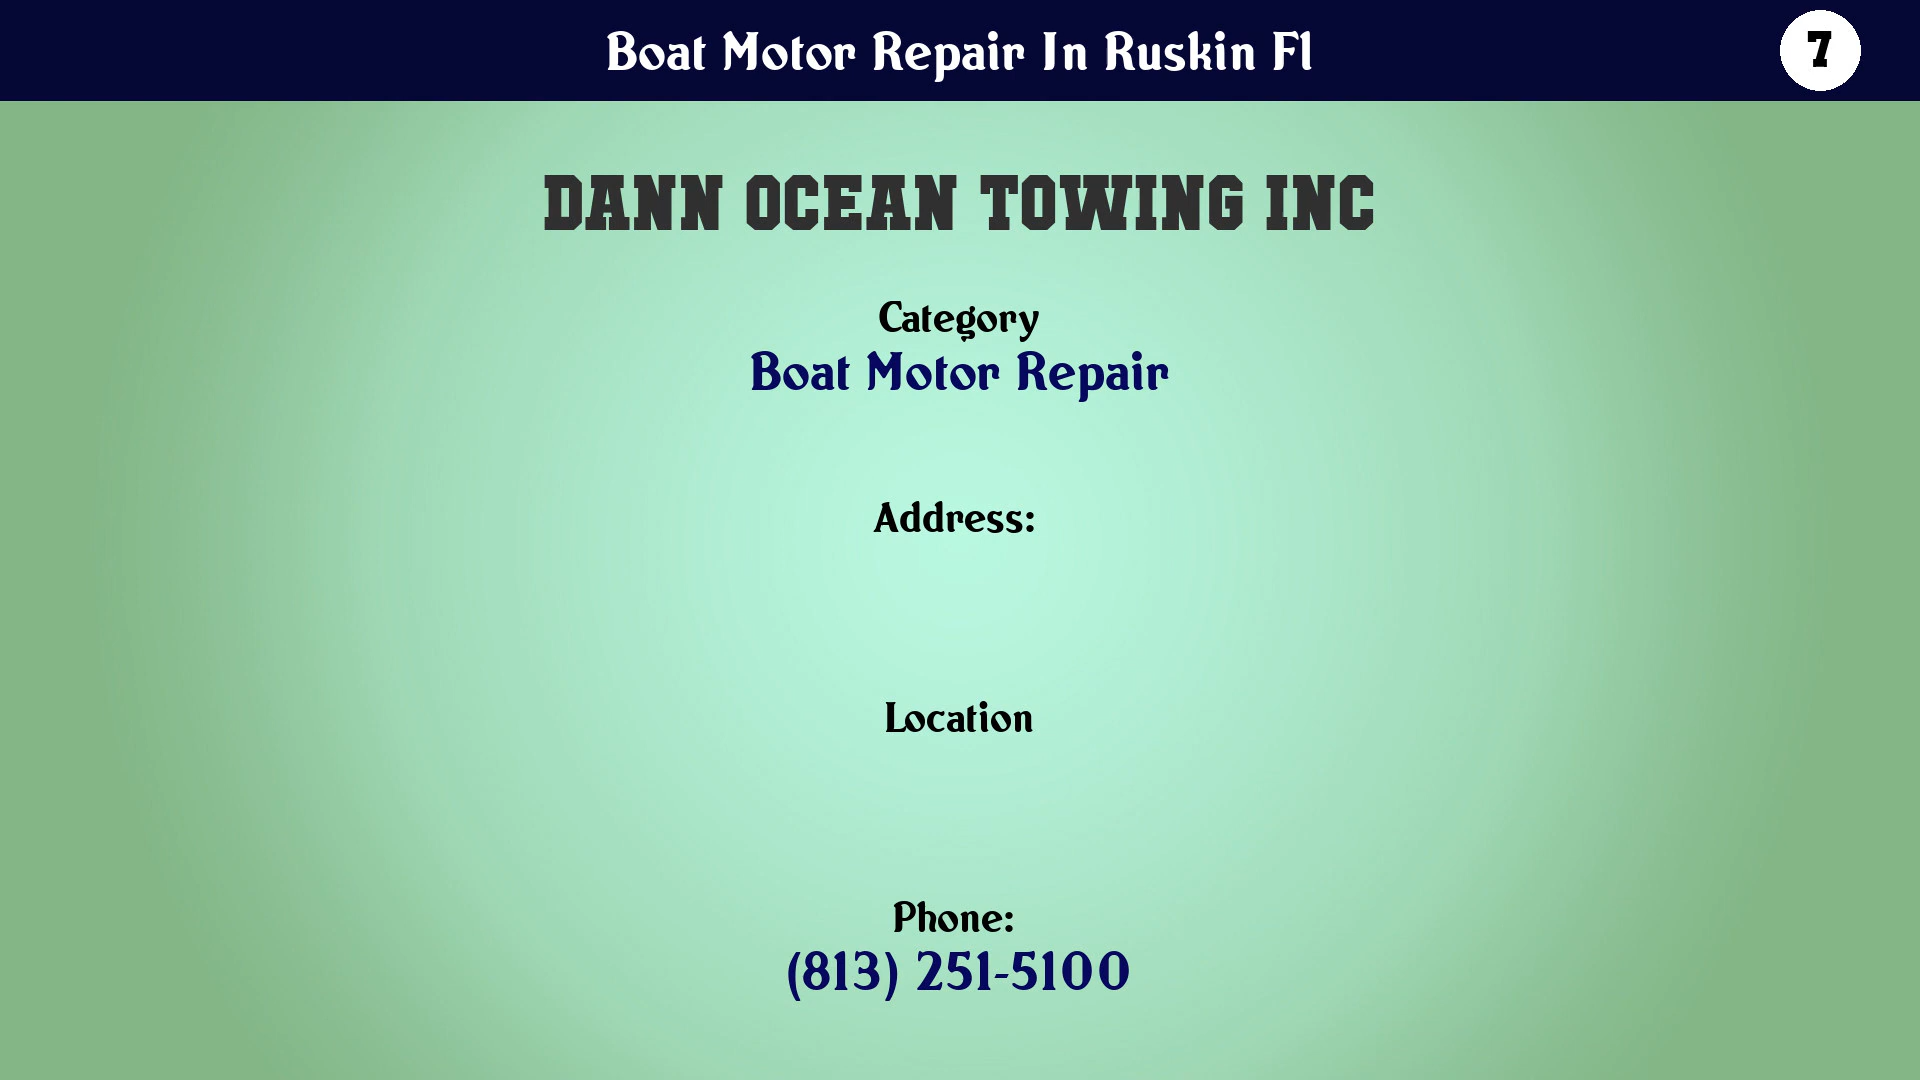 Boat Motor Repair In Ruskin Fl
7
DANN OCEAN TOWING INC
Category
Boat Motor Repair
Address:
Location
Phone:
(813) 251-5100